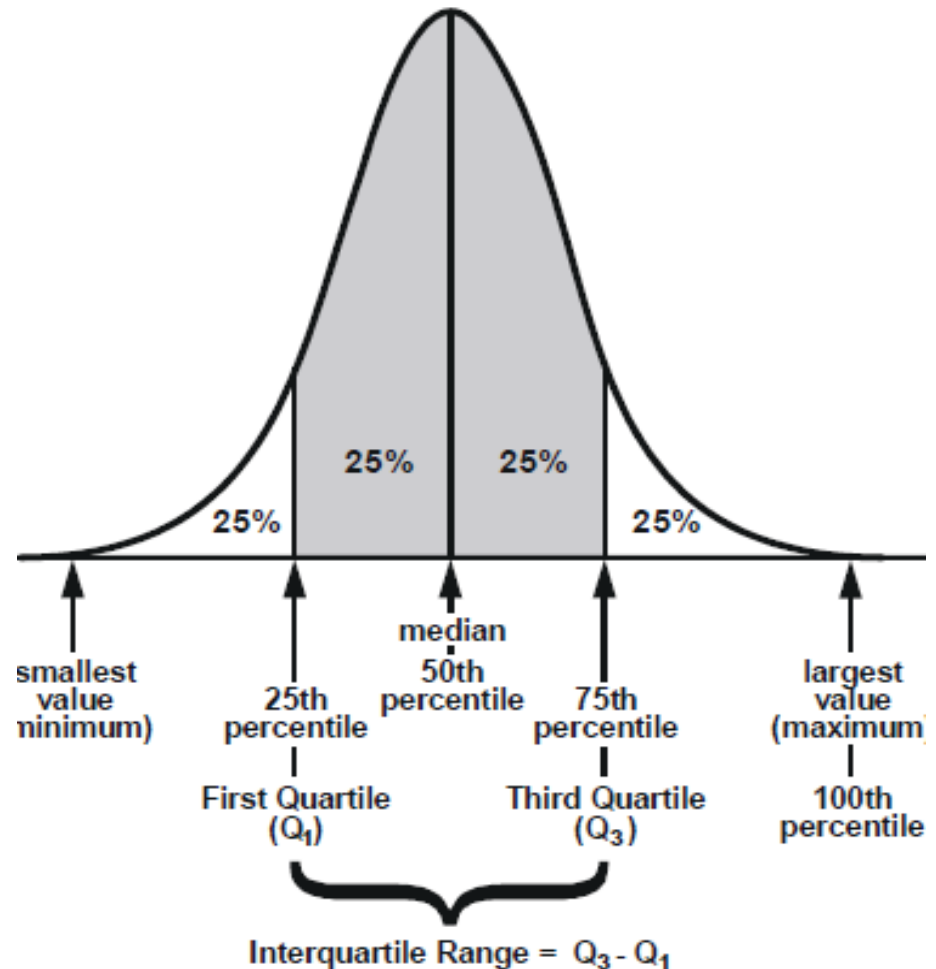 25%
25%
25%
25%
median
smallest
value
minimum)
25th
percentile
50th
percentile
75th
percentile
largest
value
(maximum
First Quartile
(Q1)
Third Quartile
(Q3)
100th
percentile
Interquartile Range = Q3 - Q1